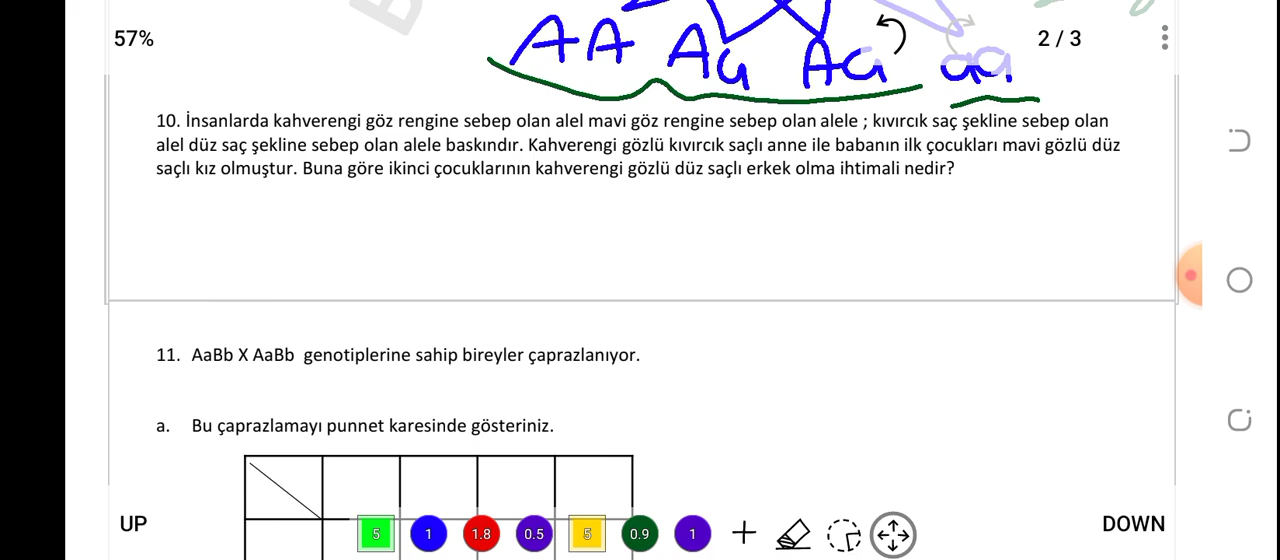 57%
AA Aa Aa aa
2 / 3
10. İnsanlarda kahverengi göz rengine sebep olan alel mavi göz rengine sebep olan alele ; kıvırcık saç şekline sebep olan
alel düz saç şekline sebep olan alele baskındır. Kahverengi gözlü kıvırcık saçlı anne ile babanın ilk çocukları mavi gözlü düz
saçlı kız olmuştur. Buna göre ikinci çocuklarının kahverengi gözlü düz saçlı erkek olma ihtimali nedir?
11. AaBb X AaBb genotiplerine sahip bireyler çaprazlanıyor.
a. Bu çaprazlamayı punnet karesinde gösteriniz.
UP
5 1 1.8 0.5 5 0.9 1
DOWN